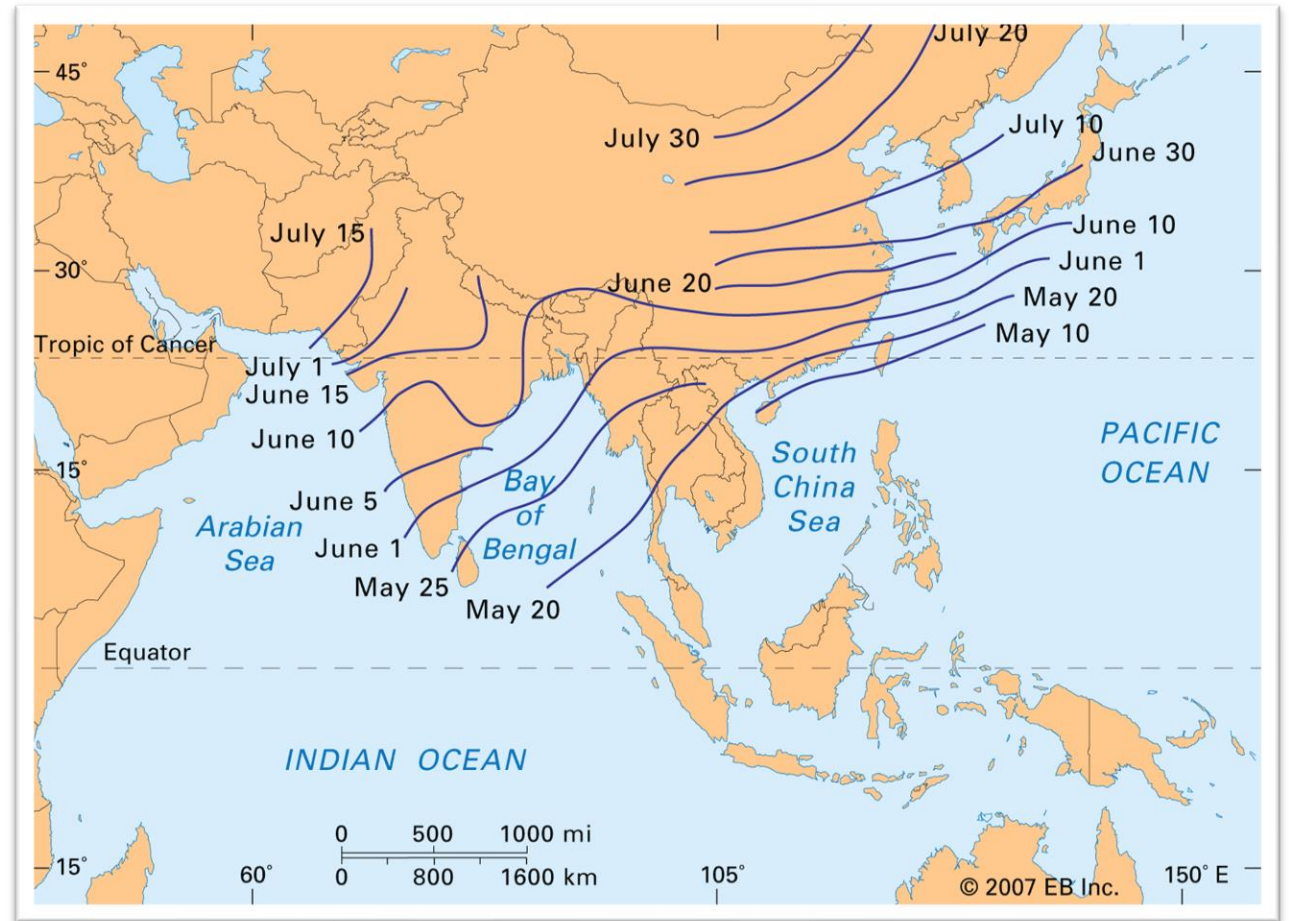 July 20
45°
July 10
July 30
June 30
June 10
July 15
June 1
30°
June 20
May 20
May 10
Tropic of Cancer
July 1
June 15
June 10
PACIFIC
OCEAN
South
China
Sea
15°
Bay
of
Bengal
June 5
Arabian
Sea
June 1
May 25
May 20
Equator
INDIAN OCEAN
0 500 1000 mi
0 800 1600 km
15°
60°
105°
150° E
© 2007 EB Inc.